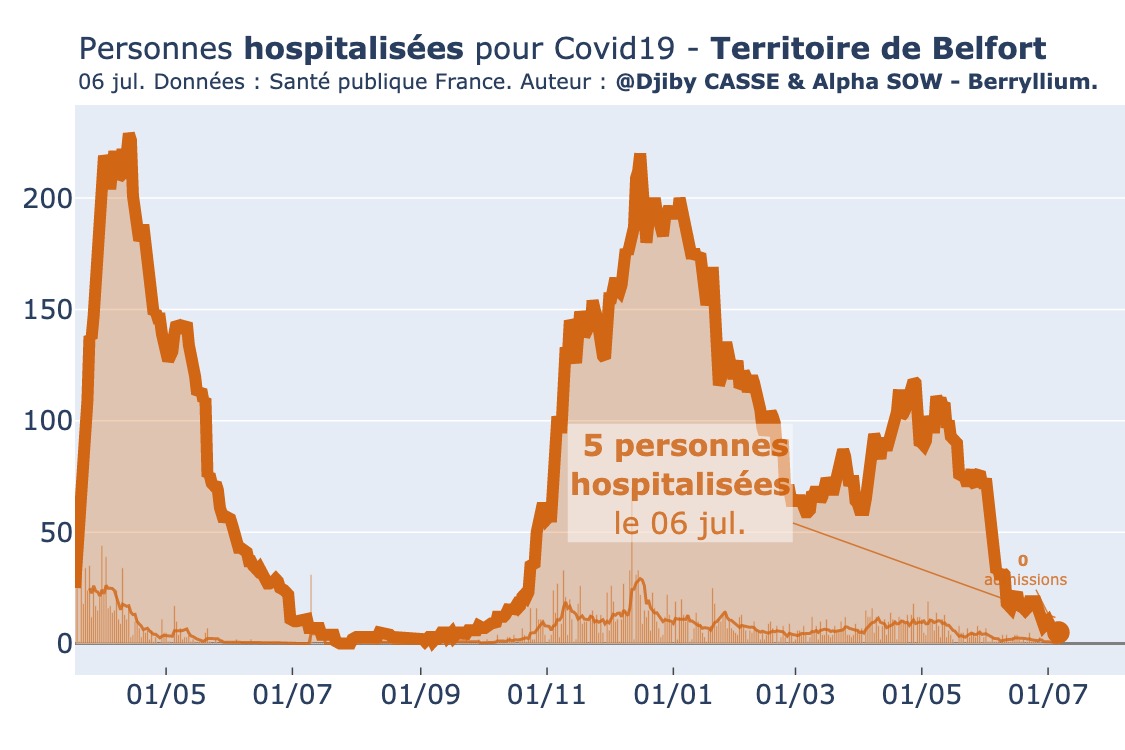 Personnes hospitalisées pour Covid19 - Territoire de Belfort
06 jul. Données : Santé publique France. Auteur : @Djiby CASSE & Alpha SOW - Berryllium.
200
150
100
50
0
5 personnes
hospitalisées
le 06 jul.
0
admissions
01/05 01/07 01/09 01/11 01/01 01/03 01/05 01/07